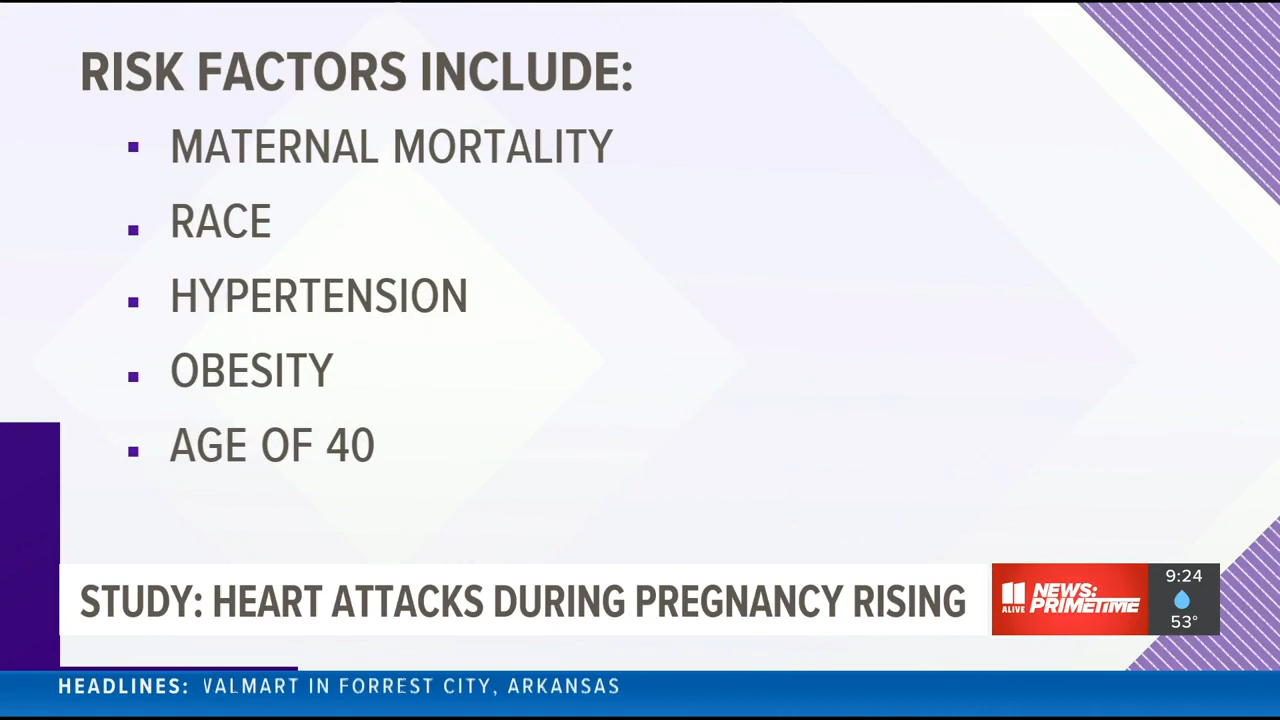 RISK FACTORS INCLUDE:
▪ MATERNAL MORTALITY
▪ RACE
▪ HYPERTENSION
▪ OBESITY
▪ AGE OF 40
STUDY: HEART ATTACKS DURING PREGNANCY RISING
11 ALIVE NEWS: PRIMETIME
9:24
53°
HEADLINES: WALMART IN FORREST CITY, ARKANSAS